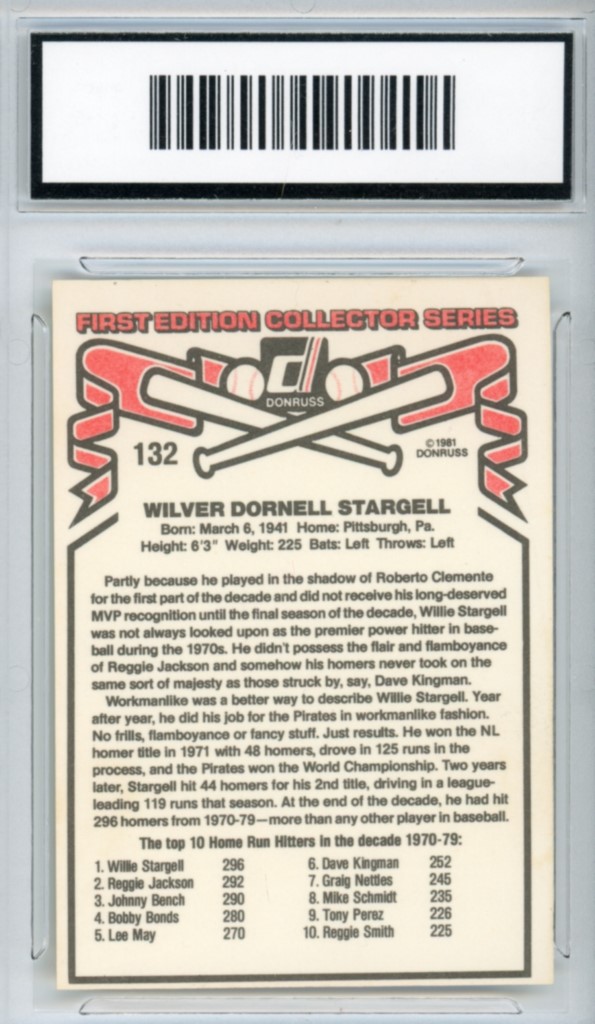 FIRST EDITION COLLECTOR SERIES
d
DONRUSS
132
©1981
DONRUSS
WILVER DORNELL STARGELL
Born: March 6, 1941 Home: Pittsburgh, Pa.
Height: 6'3" Weight: 225 Bats: Left Throws: Left
Partly because he played in the shadow of Roberto Clemente
for the first part of the decade and did not receive his long-deserved
MVP recognition until the final season of the decade, Willie Stargell
was not always looked upon as the premier power hitter in base-
ball during the 1970s. He didn't possess the flair and flamboyance
of Reggie Jackson and somehow his homers never took on the
same sort of majesty as those struck by, say, Dave Kingman.
Workmanlike was a better way to describe Willie Stargell. Year
after year, he did his job for the Pirates in workmanlike fashion.
No frills, flamboyance or fancy stuff. Just results. He won the NL
homer title in 1971 with 48 homers, drove in 125 runs in the
process, and the Pirates won the World Championship. Two years
later, Stargell hit 44 homers for his 2nd title, driving in a league-
leading 119 runs that season. At the end of the decade, he had hit
296 homers from 1970-79—more than any other player in baseball.
The top 10 Home Run Hitters in the decade 1970-79:
1. Willie Stargell 296 6. Dave Kingman 252
2. Reggie Jackson 292 7. Graig Nettles 245
3. Johnny Bench 290 8. Mike Schmidt 235
4. Bobby Bonds 280 9. Tony Perez 226
5. Lee May 270 10. Reggie Smith 225